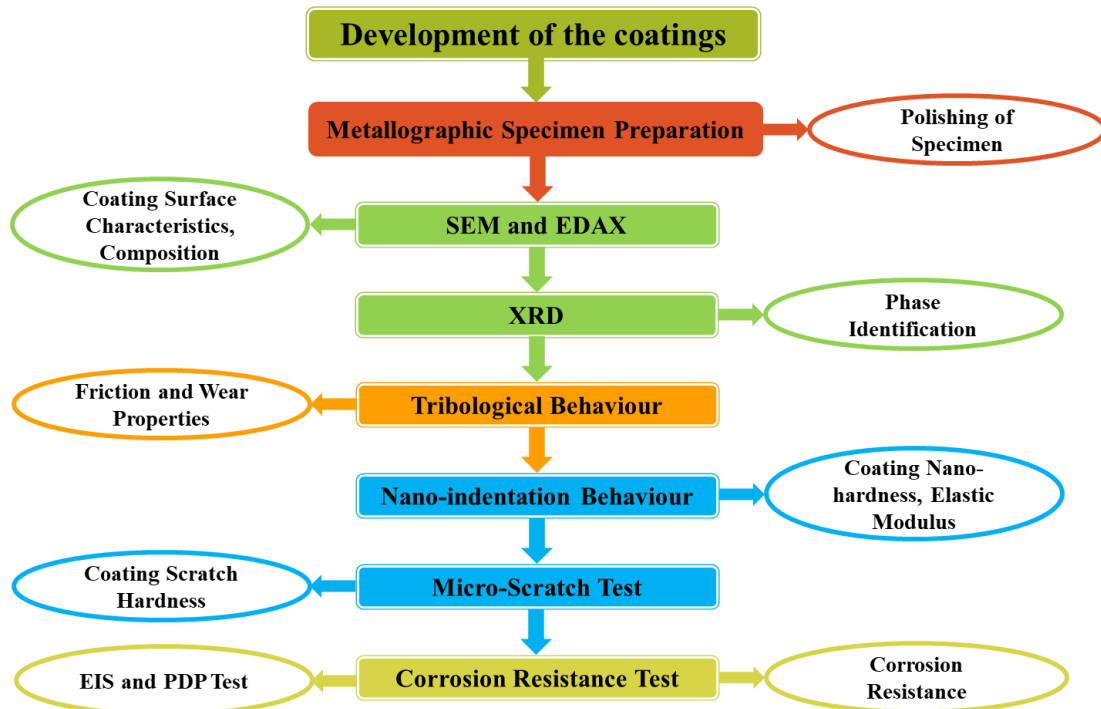 Development of the coatings
Metallographic Specimen Preparation
Polishing of
Specimen
Coating Surface
Characteristics,
Composition
SEM and EDAX
XRD
Phase
Identification
Friction and Wear
Properties
Tribological Behaviour
Nano-indentation Behaviour
Coating Nano-
hardness, Elastic
Modulus
Coating Scratch
Hardness
Micro-Scratch Test
EIS and PDP Test
Corrosion Resistance Test
Corrosion
Resistance